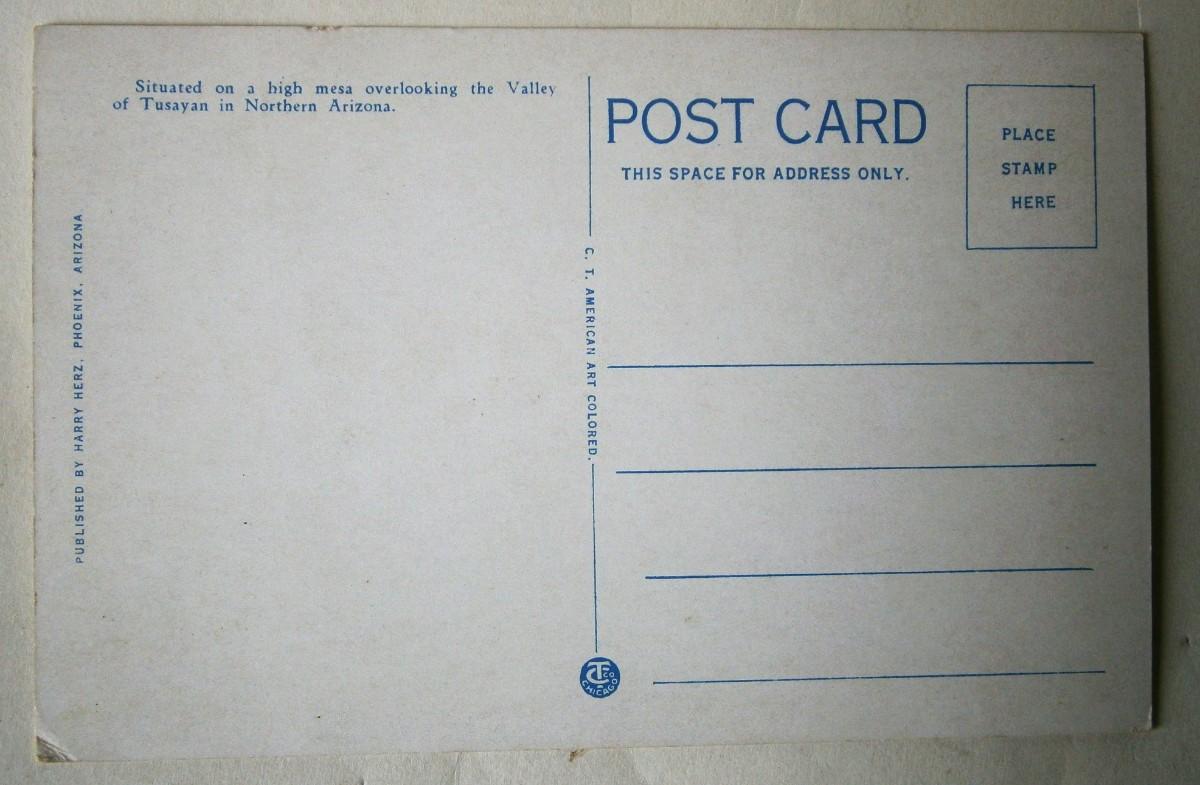 Situated on a high mesa overlooking the Valley
of Tusayan in Northern Arizona.
PUBLISHED BY HARRY HERZ, PHOENIX, ARIZONA
C. T. AMERICAN ART COLORED.
CT CO
CHICAGO
POST CARD
THIS SPACE FOR ADDRESS ONLY.
PLACE
STAMP
HERE